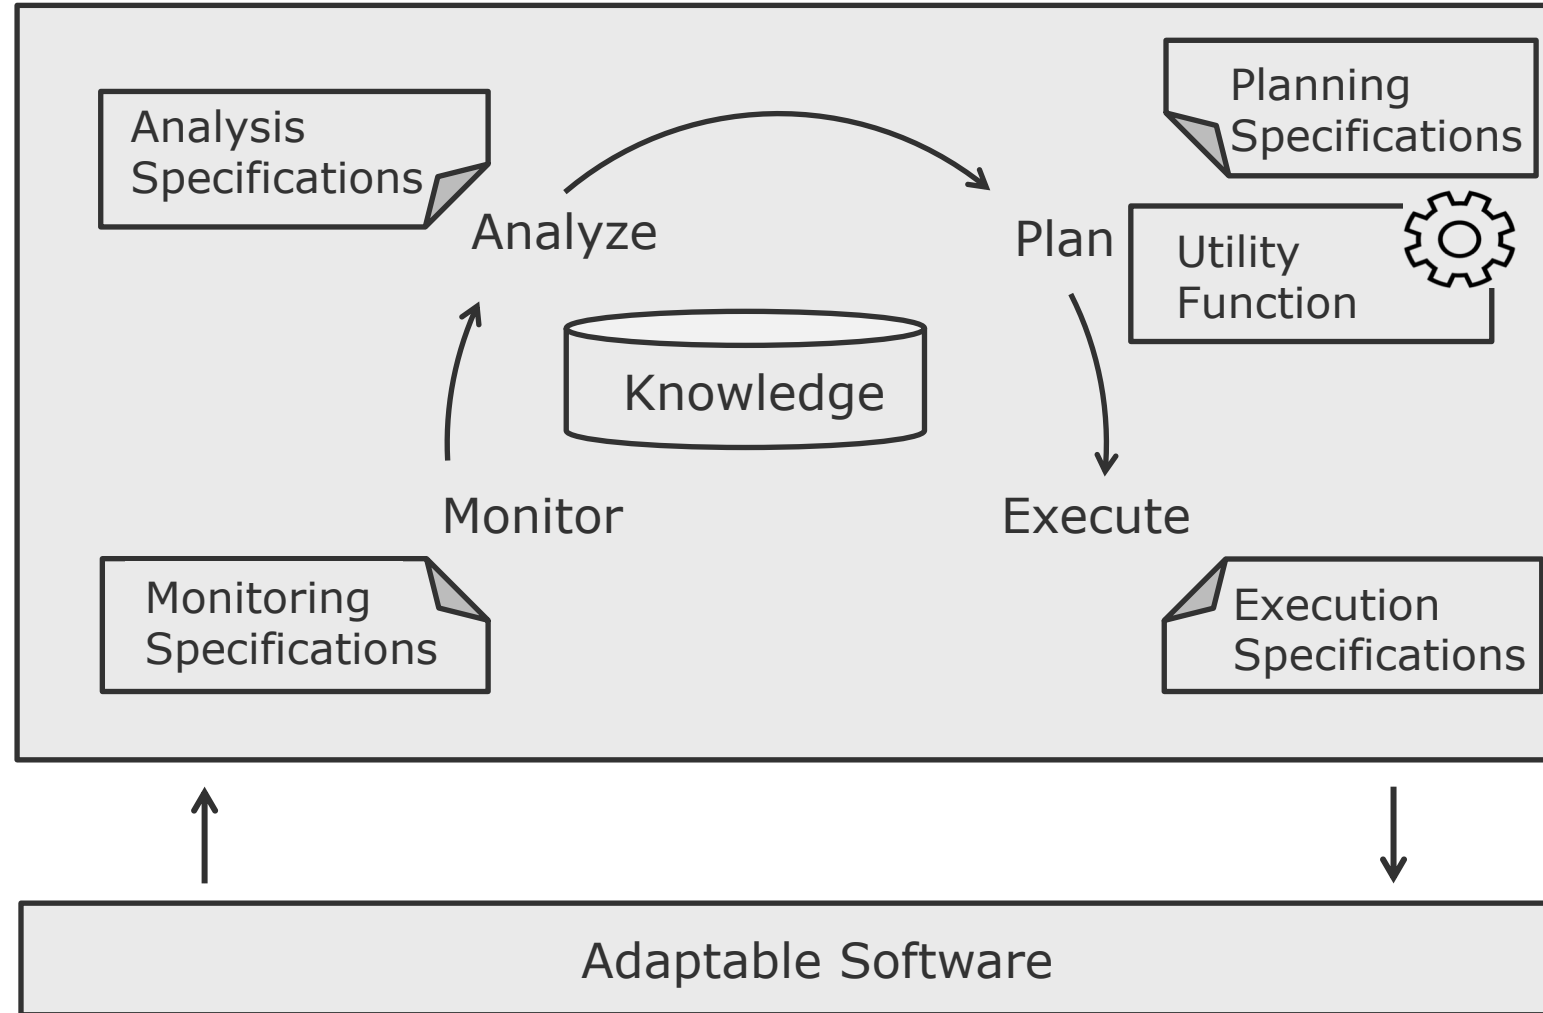 Analysis
Specifications
Planning
Specifications
Analyze
Plan
Utility
Function
Knowledge
Monitor
Execute
Monitoring
Specifications
Execution
Specifications
Adaptable Software